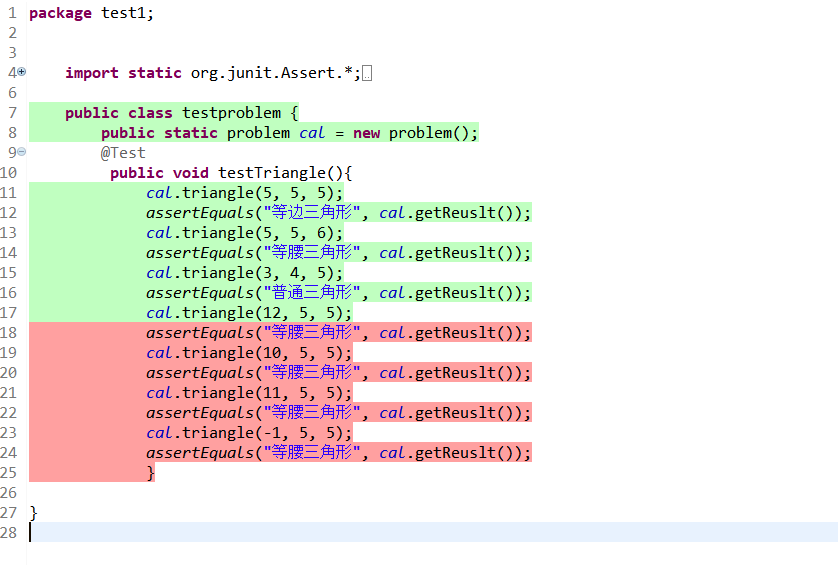 1 package test1;
2
3
4 import static org.junit.Assert.*;
6
7 public class testproblem {
8 public static problem cal = new problem();
9 @Test
10 public void testTriangle(){
11 cal.triangle(5, 5, 5);
12 assertEquals("等边三角形", cal.getReuslt());
13 cal.triangle(5, 5, 6);
14 assertEquals("等腰三角形", cal.getReuslt());
15 cal.triangle(3, 4, 5);
16 assertEquals("普通三角形", cal.getReuslt());
17 cal.triangle(12, 5, 5);
18 assertEquals("等腰三角形", cal.getReuslt());
19 cal.triangle(10, 5, 5);
20 assertEquals("等腰三角形", cal.getReuslt());
21 cal.triangle(11, 5, 5);
22 assertEquals("等腰三角形", cal.getReuslt());
23 cal.triangle(-1, 5, 5);
24 assertEquals("等腰三角形", cal.getReuslt());
25 }
26
27 }
28